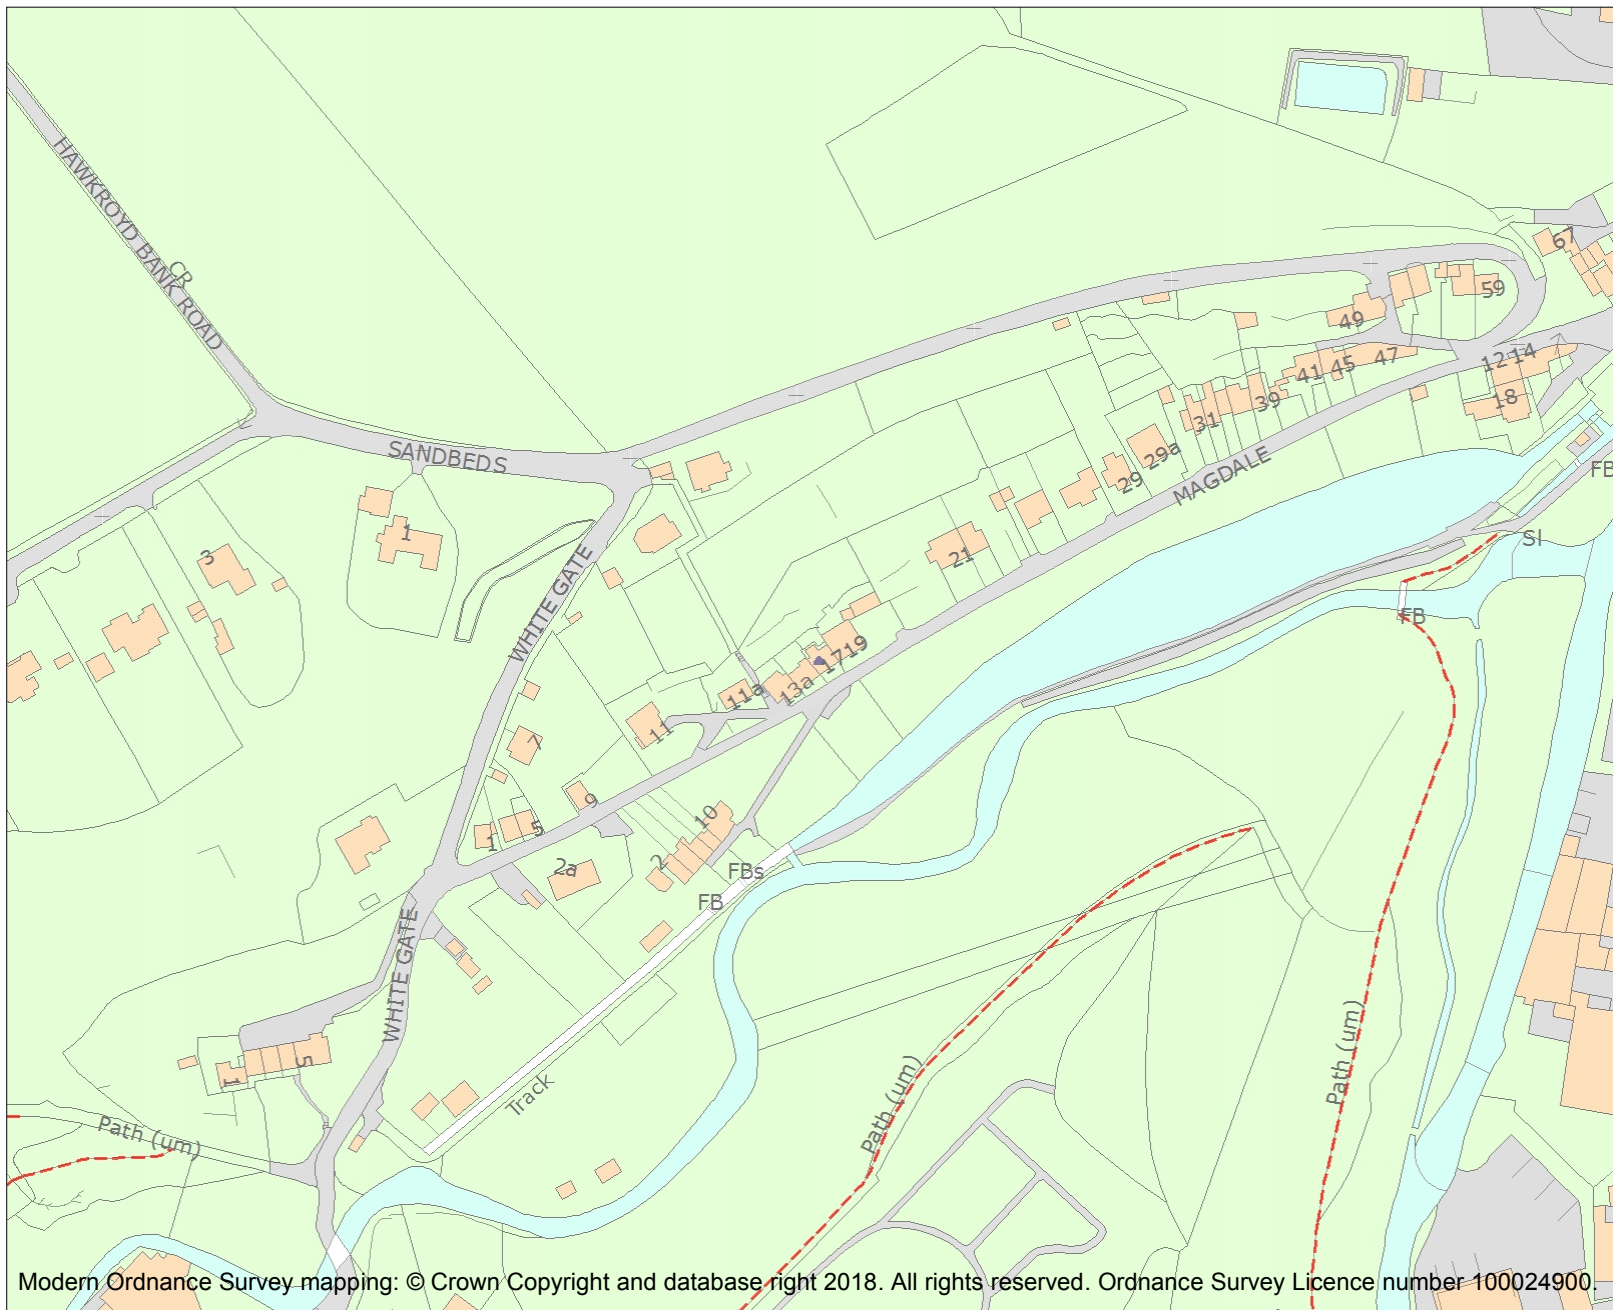 HAWKROYD BANK ROAD
CR
67
59
49
47
45
41
12 14
18
39
31
29a
29
MAGDALE
SANDBEDS
1
3
FB
Sl
21
WHITE GATE
FB
1719
13a
11a
11
7
9
5
1
10
2
2a
FBs
FB
WHITE GATE
Path (um)
Path (um)
5
1
Track
Path (um)
Modern Ordnance Survey mapping: © Crown Copyright and database right 2018. All rights reserved. Ordnance Survey Licence number 100024900.